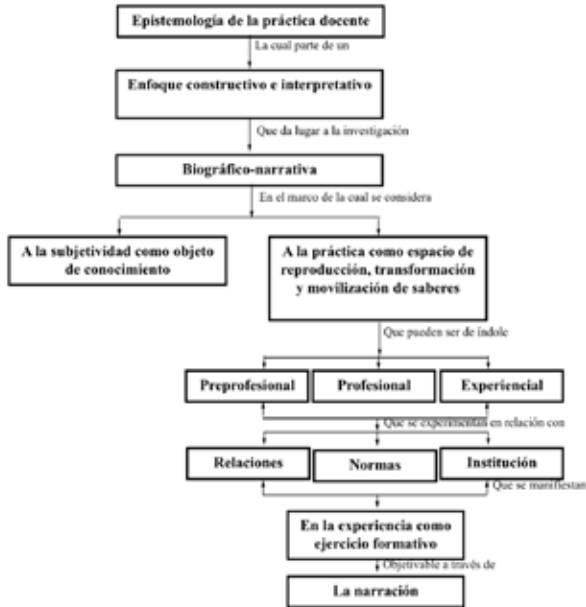 Epistemología de la práctica docente
La cual parte de un
Enfoque constructivo e interpretativo
Que da lugar a la investigación
Biográfico-narrativa
En el marco de la cual se considera
A la subjetividad como objeto
de conocimiento
A la práctica como espacio de
reproducción, transformación
y movilización de saberes
Que pueden ser de índole
Preprofesional
Profesional
Experiencial
Que se experimentan en relación con
Relaciones
Normas
Institución
Que se manifiestan
En la experiencia como
ejercicio formativo
Objetivable a través de
La narración